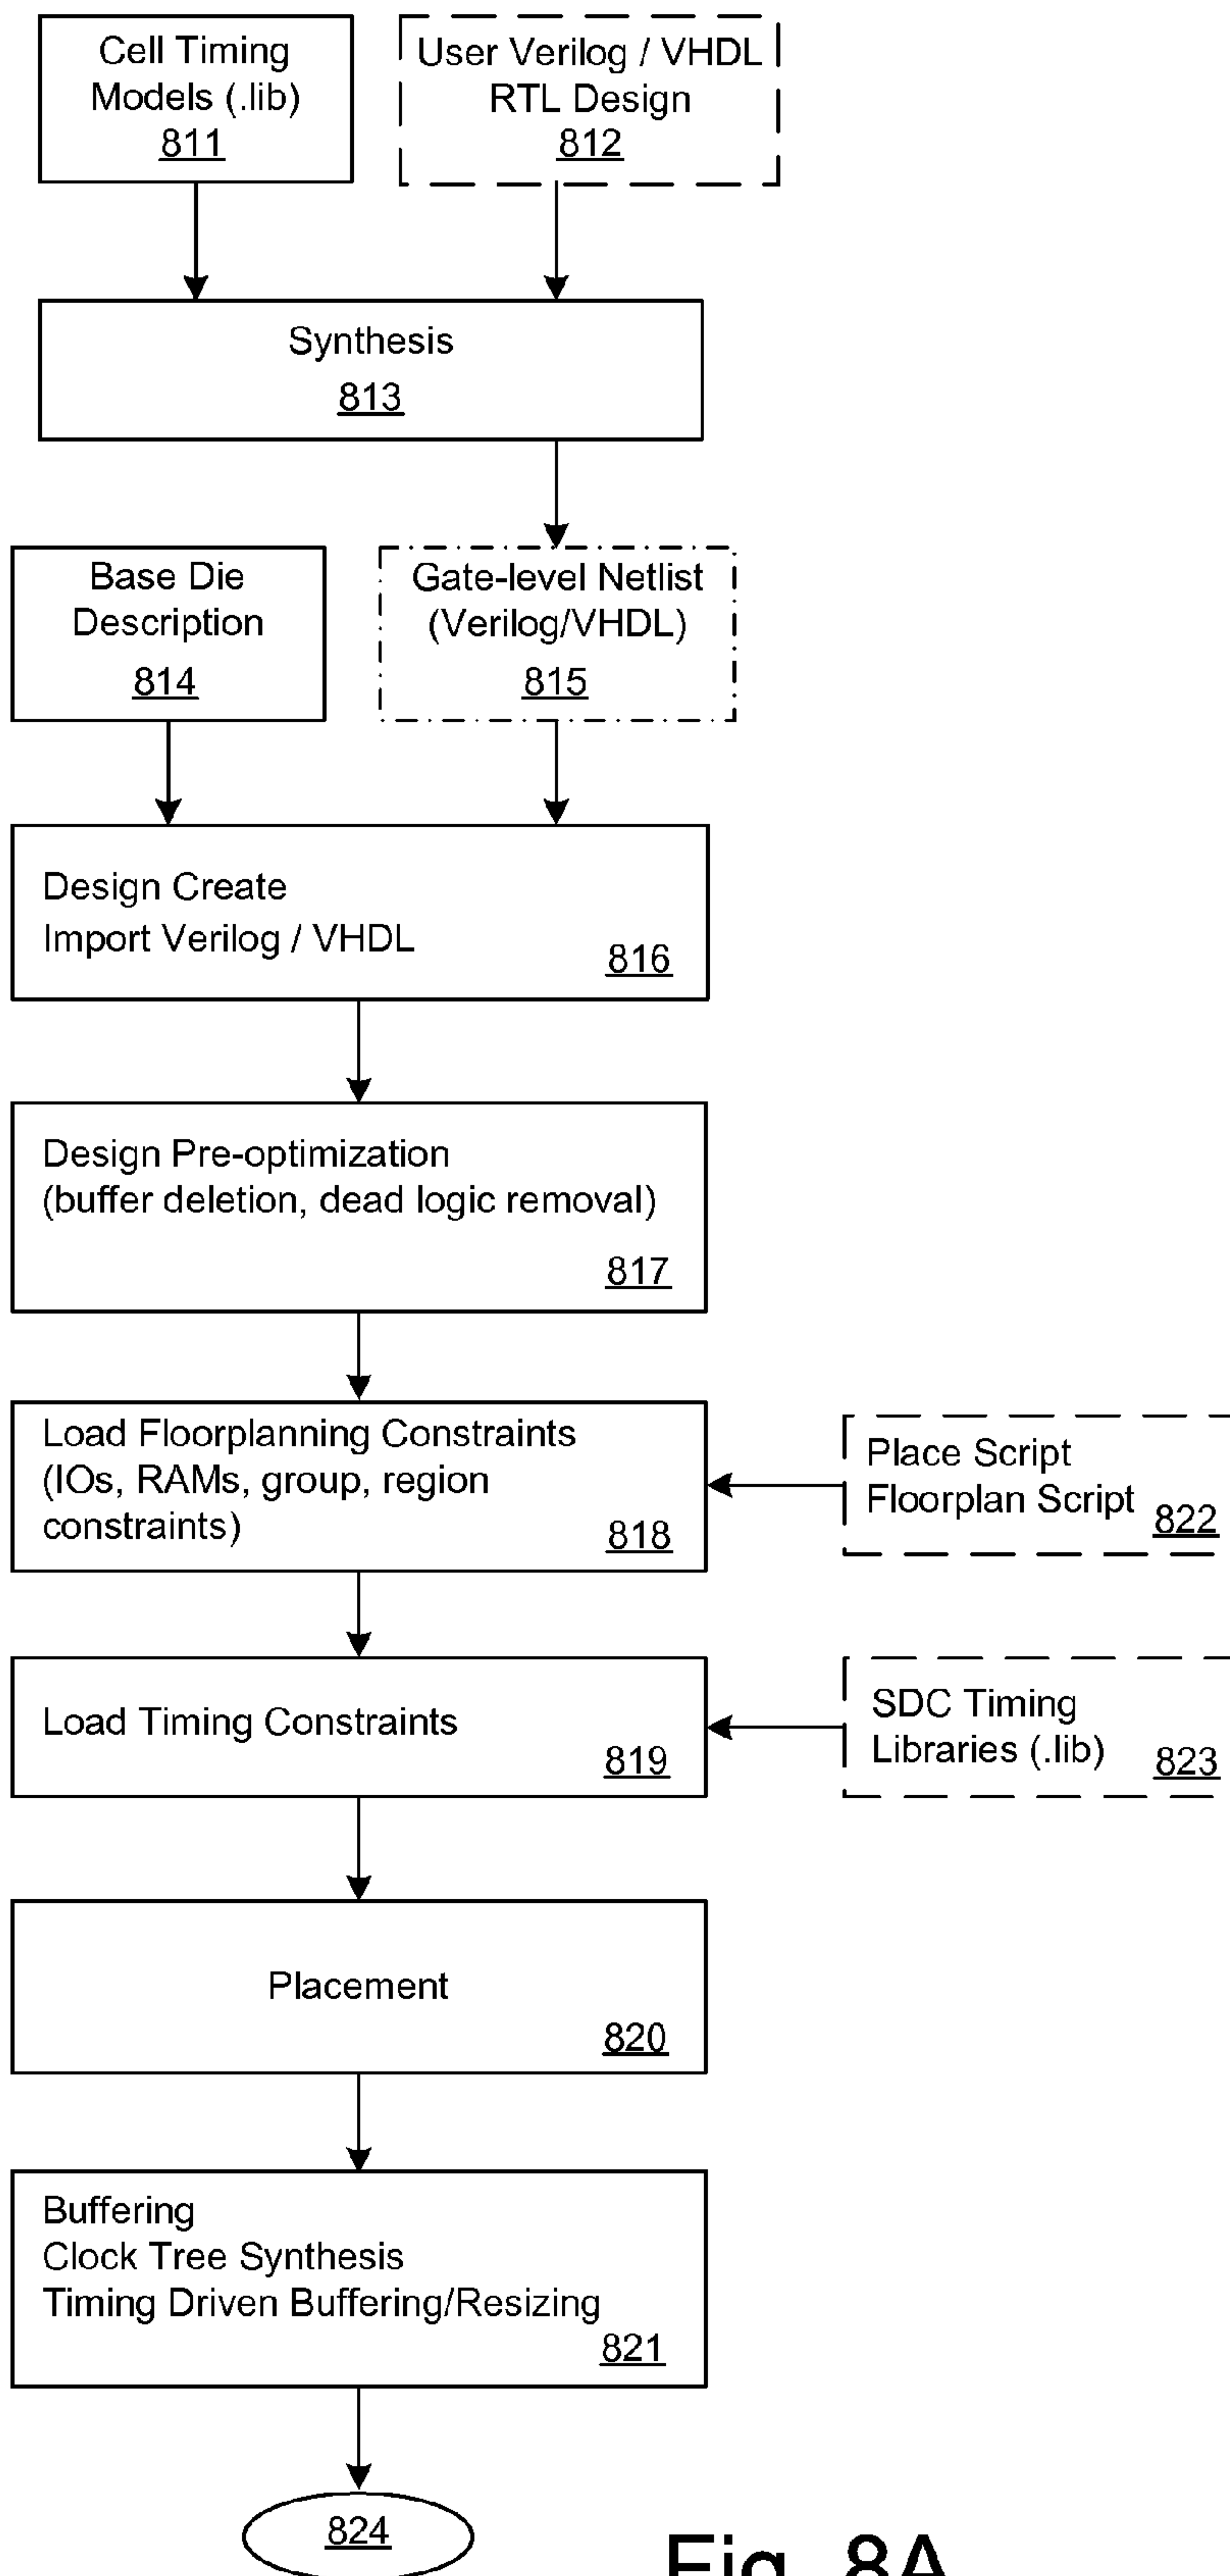 Cell Timing
Models (.lib)
811
User Verilog / VHDL
RTL Design
812
Synthesis
813
Base Die
Description
814
Gate-level Netlist
(Verilog/VHDL)
815
Design Create
Import Verilog / VHDL
816
Design Pre-optimization
(buffer deletion, dead logic removal)
817
Load Floorplanning Constraints
(IOs, RAMs, group, region
constraints)
818
Place Script
Floorplan Script
822
Load Timing Constraints
819
SDC Timing
Libraries (.lib)
823
Placement
820
Buffering
Clock Tree Synthesis
Timing Driven Buffering/Resizing
821
824
Fig. 8A